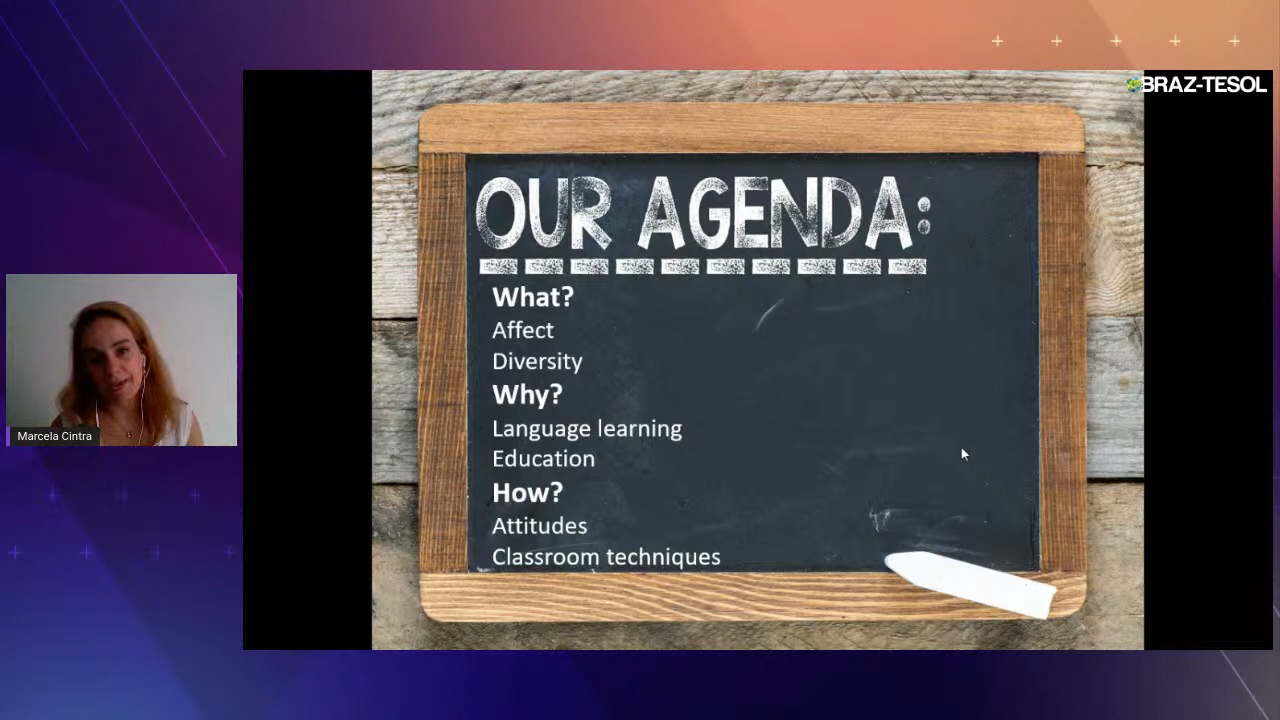 BRAZ-TESOL
OUR AGENDA:
What?
Affect
Diversity
Why?
Language learning
Education
How?
Attitudes
Classroom techniques
Marcela Cintra